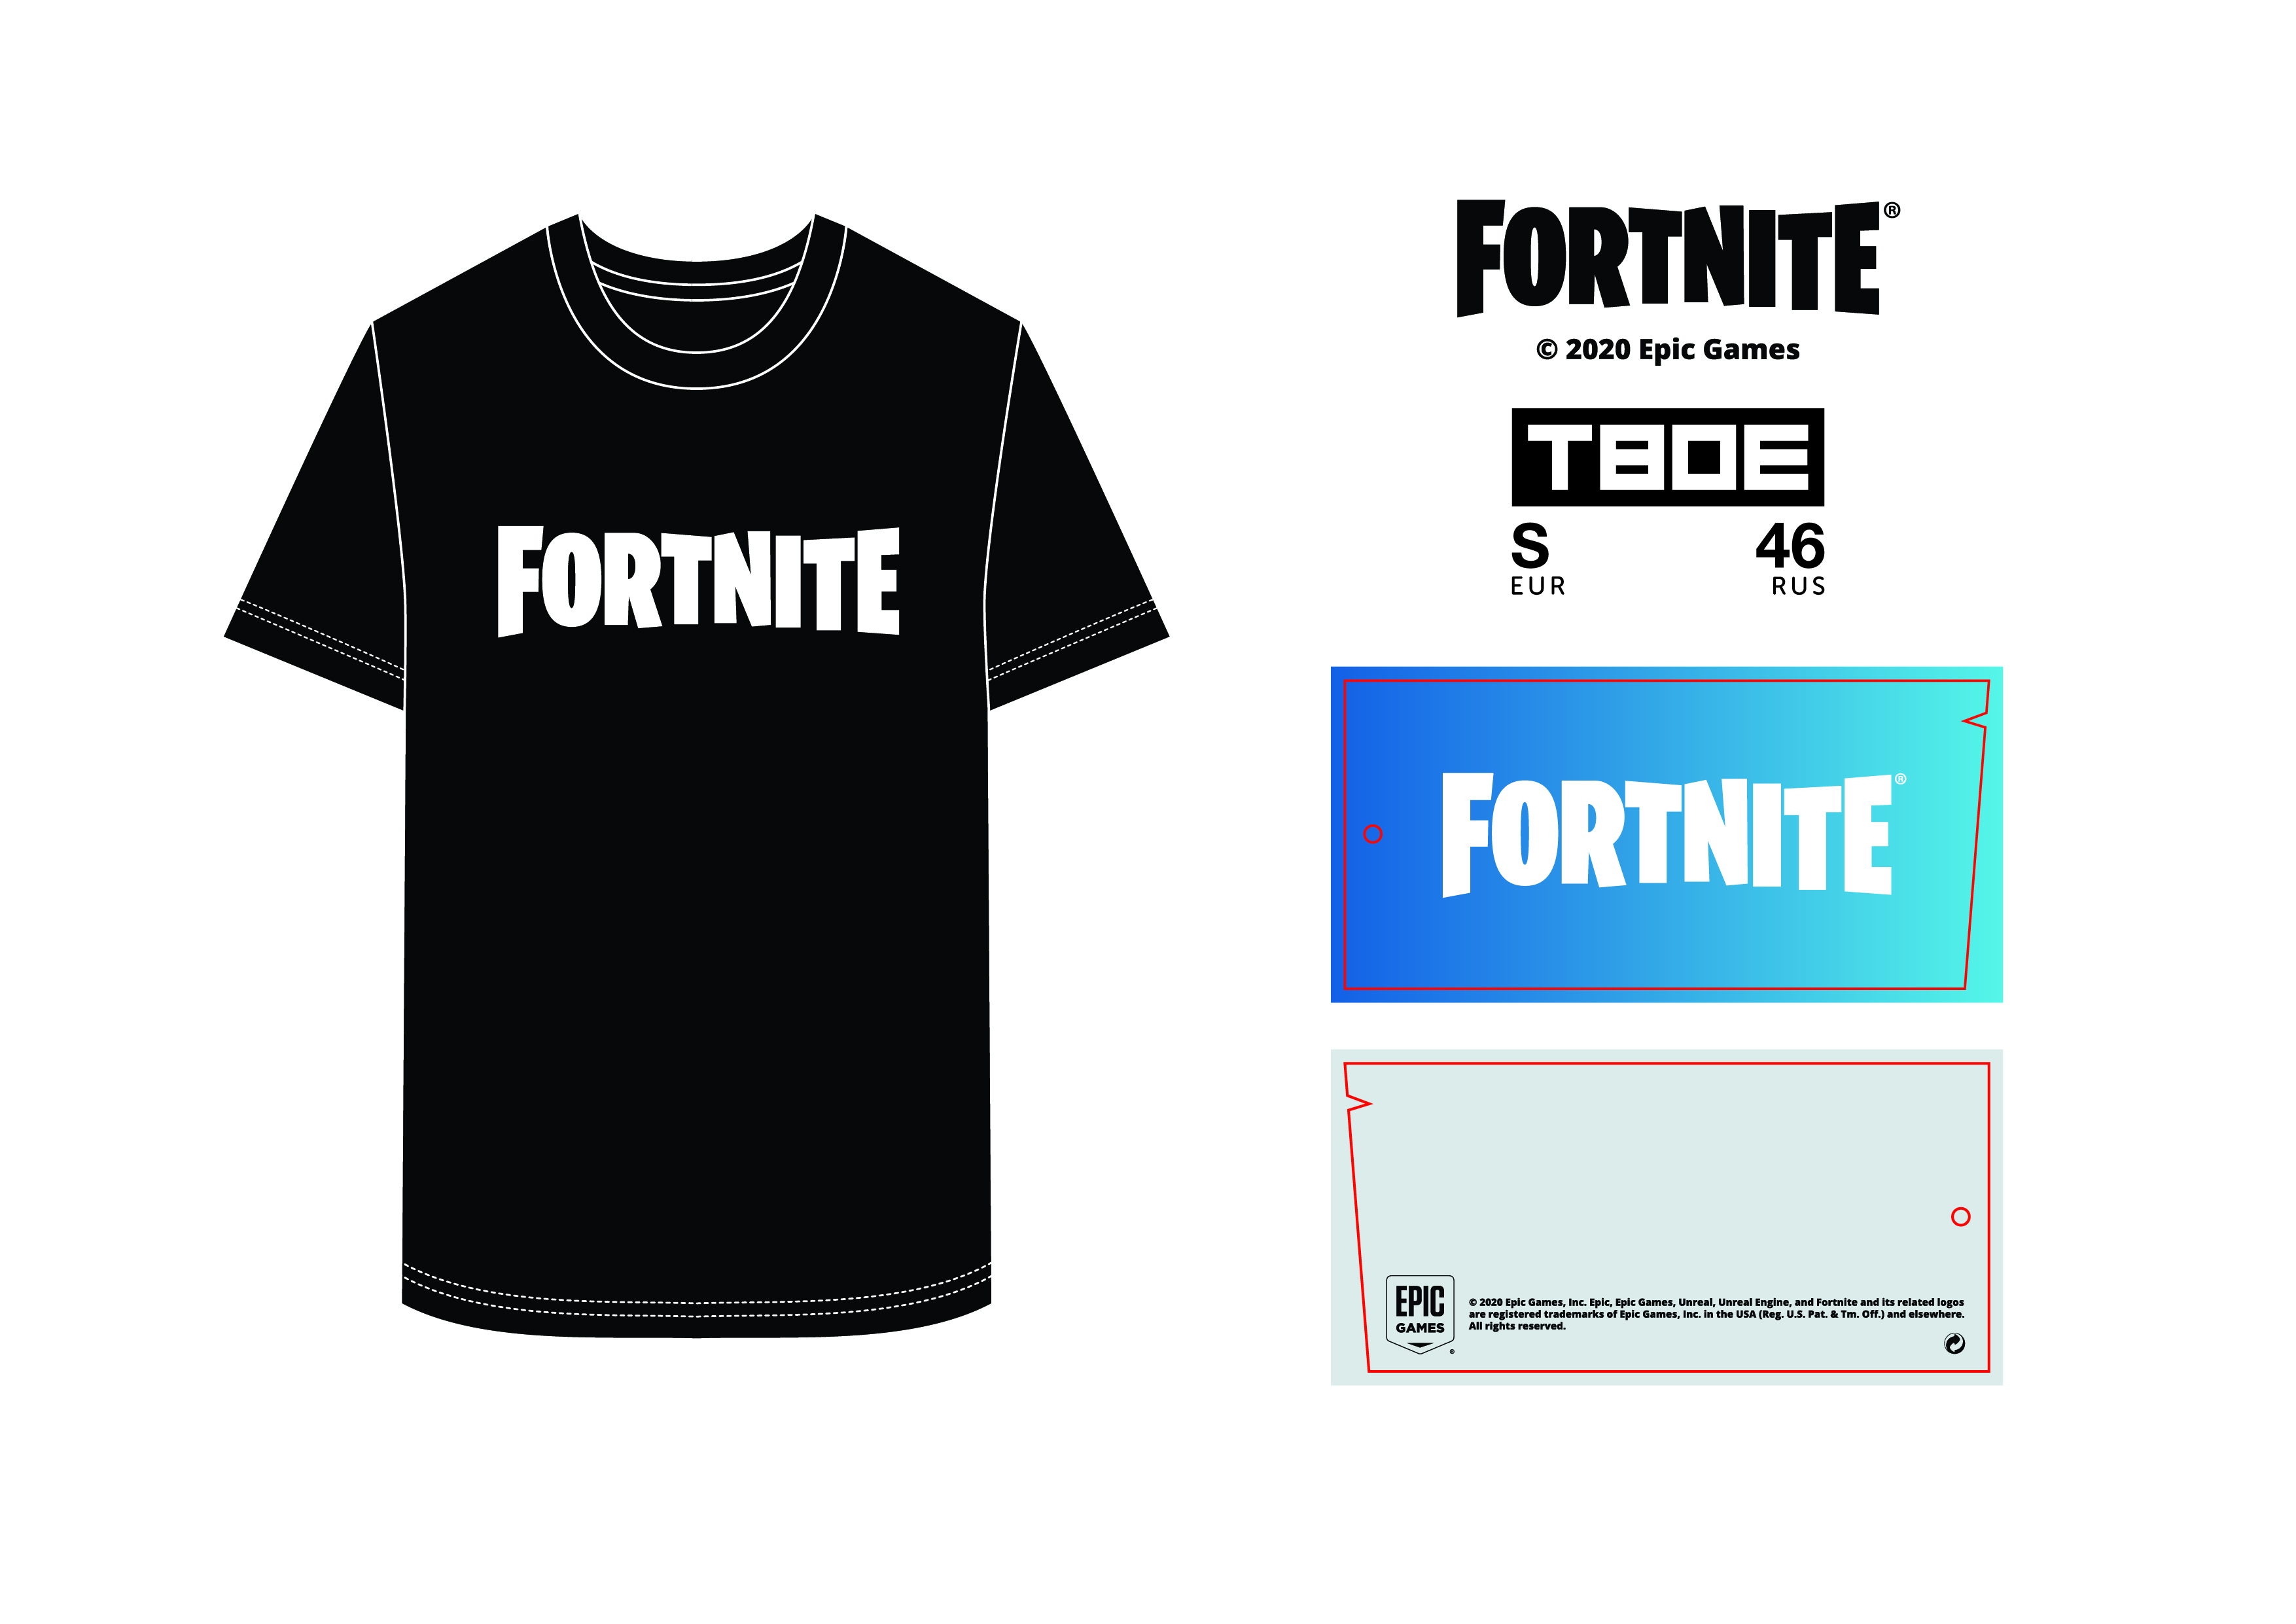 FORTNITE
FORTNITE®
© 2020 Epic Games
ТВОЕ
S 46
EUR RUS
FORTNITE®
EPIC
GAMES
®
© 2020 Epic Games, Inc. Epic, Epic Games, Unreal, Unreal Engine, and Fortnite and its related logos
are registered trademarks of Epic Games, Inc. in the USA (Reg. U.S. Pat. & Tm. Off.) and elsewhere.
All rights reserved.